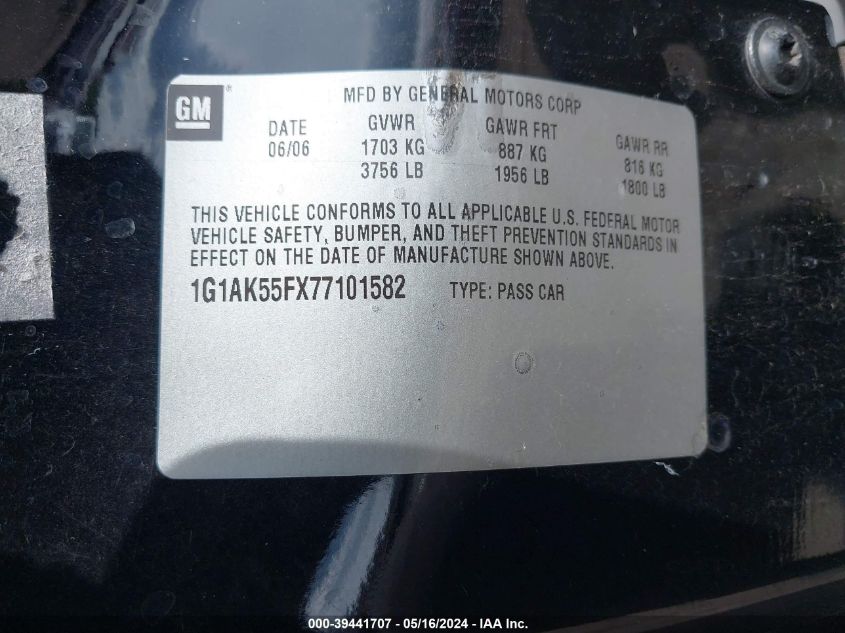 GM ®
MFD BY GENERAL MOTORS CORP
DATE GVWR GAWR FRT GAWR RR
06/06 1703 KG 887 KG 816 KG
3756 LB 1956 LB 1800 LB
THIS VEHICLE CONFORMS TO ALL APPLICABLE U.S. FEDERAL MOTOR
VEHICLE SAFETY, BUMPER, AND THEFT PREVENTION STANDARDS IN
EFFECT ON THE DATE OF MANUFACTURE SHOWN ABOVE.
1G1AK55FX77101582 TYPE: PASS CAR
000-39441707 - 05/16/2024 - IAA Inc.